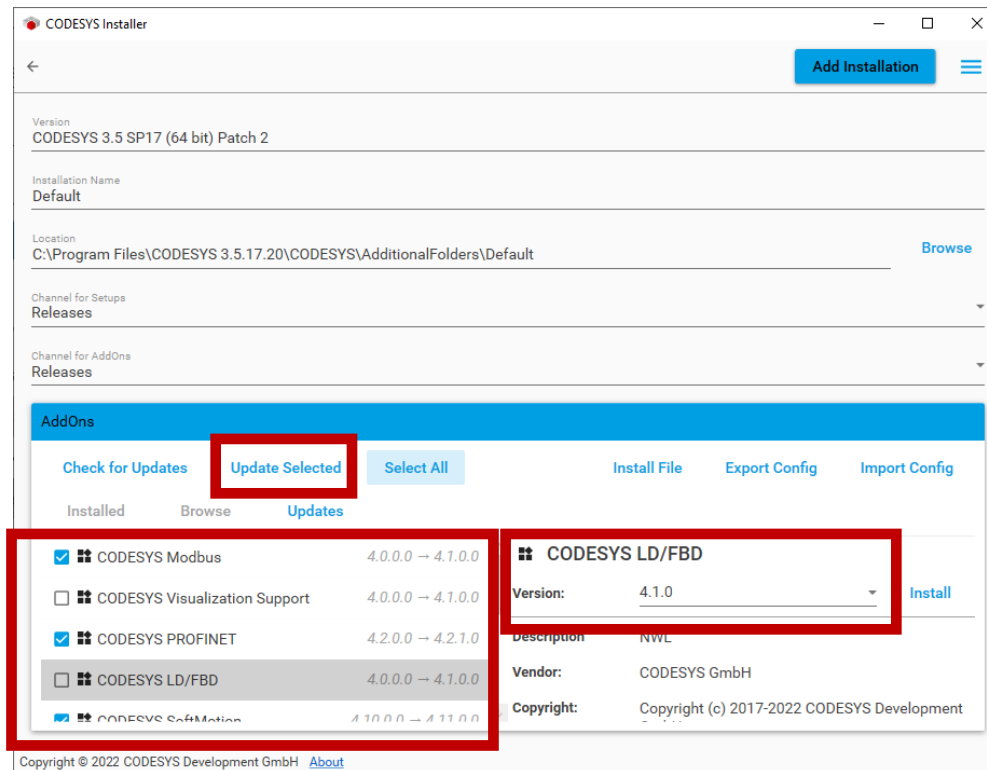 CODESYS Installer
Add Installation
Version
CODESYS 3.5 SP17 (64 bit) Patch 2
Installation Name
Default
Location
C:\Program Files\CODESYS 3.5.17.20\CODESYS\AdditionalFolders\Default
Browse
Channel for Setups
Releases
Channel for AddOns
Releases
AddOns
Check for Updates Update Selected Select All Install File Export Config Import Config
Installed Browse Updates
CODESYS Modbus 4.0.0.0 → 4.1.0.0
CODESYS Visualization Support 4.0.0.0 → 4.1.0.0
CODESYS PROFINET 4.2.0.0 → 4.2.1.0
CODESYS LD/FBD 4.0.0.0 → 4.1.0.0
CODESYS SoftMotion 4.10.0.0 → 4.11.0.0
CODESYS LD/FBD
Version: 4.1.0 Install
Description NWL
Vendor: CODESYS GmbH
Copyright: Copyright (c) 2017-2022 CODESYS Development
Copyright © 2022 CODESYS Development GmbH About